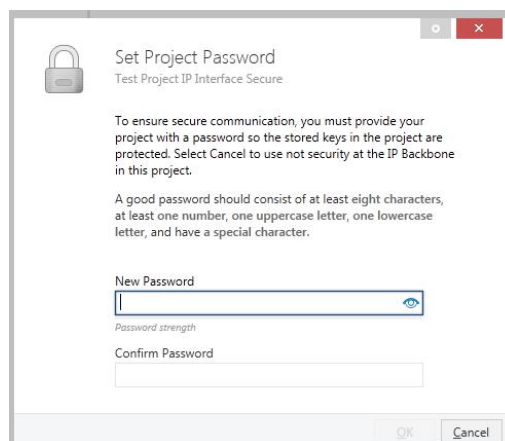 Set Project Password
Test Project IP Interface Secure
To ensure secure communication, you must provide your
project with a password so the stored keys in the project are
protected. Select Cancel to use not security at the IP Backbone
in this project.
A good password should consist of at least eight characters,
at least one number, one uppercase letter, one lowercase
letter, and have a special character.
New Password
Password strength
Confirm Password
OK Cancel